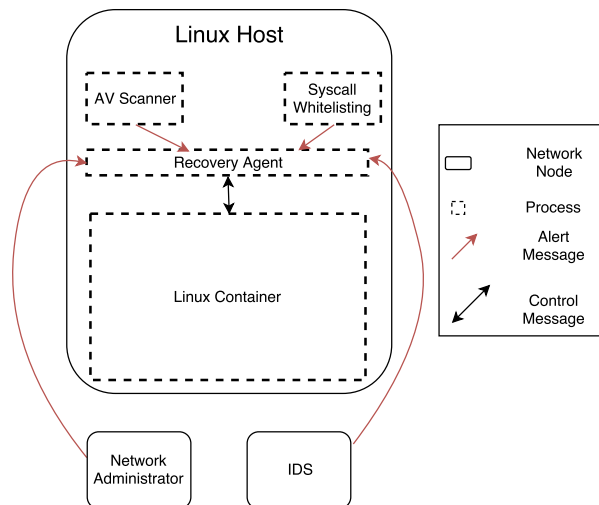 Linux Host
AV Scanner
Syscall
Whitelisting
Recovery Agent
Linux Container
Network
Administrator
IDS
Network
Node
Process
Alert
Message
Control
Message